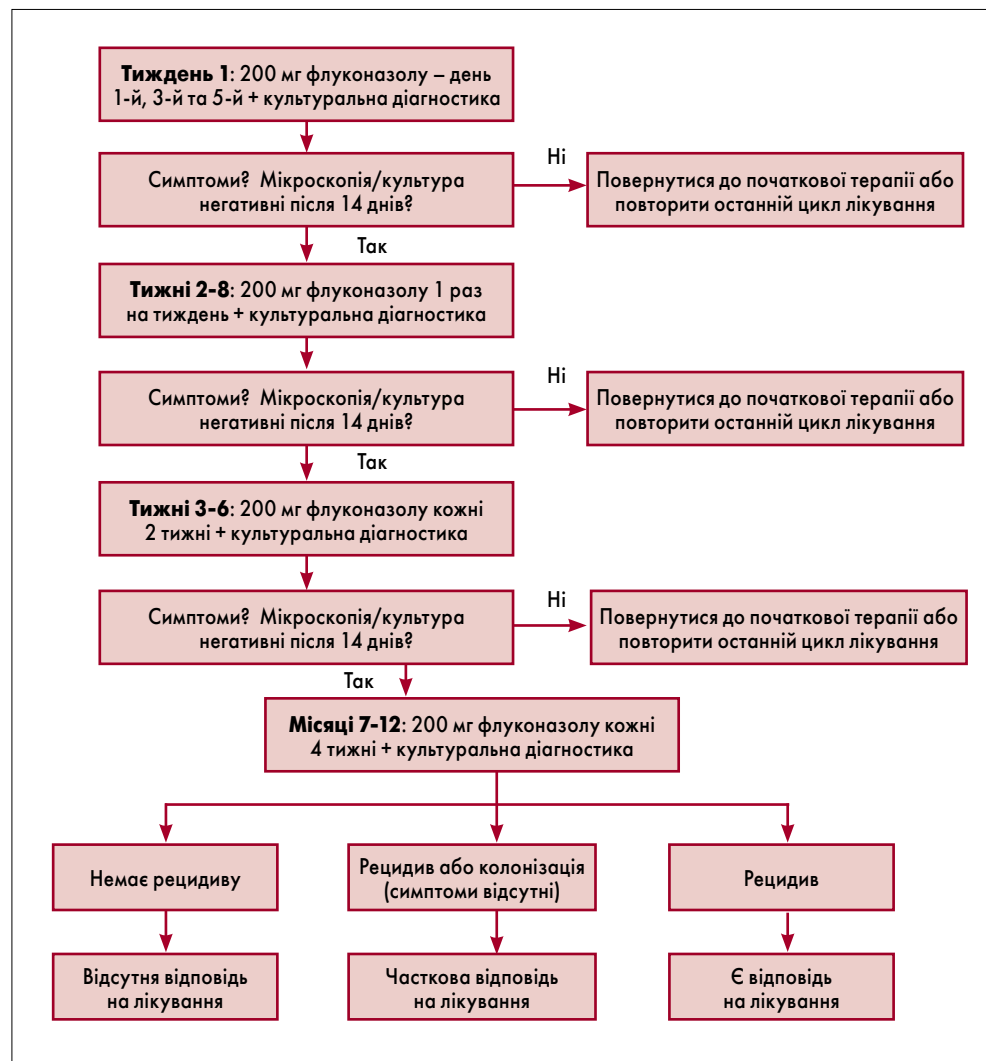 Тиждень 1: 200 мг флуконазолу – день
1-й, 3-й та 5-й + культуральна діагностика
Симптоми? Мікроскопія/культура
негативні після 14 днів?
Ні
Повернутися до початкової терапії або
повторити останній цикл лікування
Так
Тижні 2-8: 200 мг флуконазолу 1 раз
на тиждень + культуральна діагностика
Симптоми? Мікроскопія/культура
негативні після 14 днів?
Ні
Повернутися до початкової терапії або
повторити останній цикл лікування
Так
Тижні 3-6: 200 мг флуконазолу кожні
2 тижні + культуральна діагностика
Симптоми? Мікроскопія/культура
негативні після 14 днів?
Ні
Повернутися до початкової терапії або
повторити останній цикл лікування
Так
Місяці 7-12: 200 мг флуконазолу кожні
4 тижні + культуральна діагностика
Немає рецидиву
Рецидив або колонізація
(симптоми відсутні)
Рецидив
Відсутня відповідь
на лікування
Часткова відповідь
на лікування
Є відповідь
на лікування